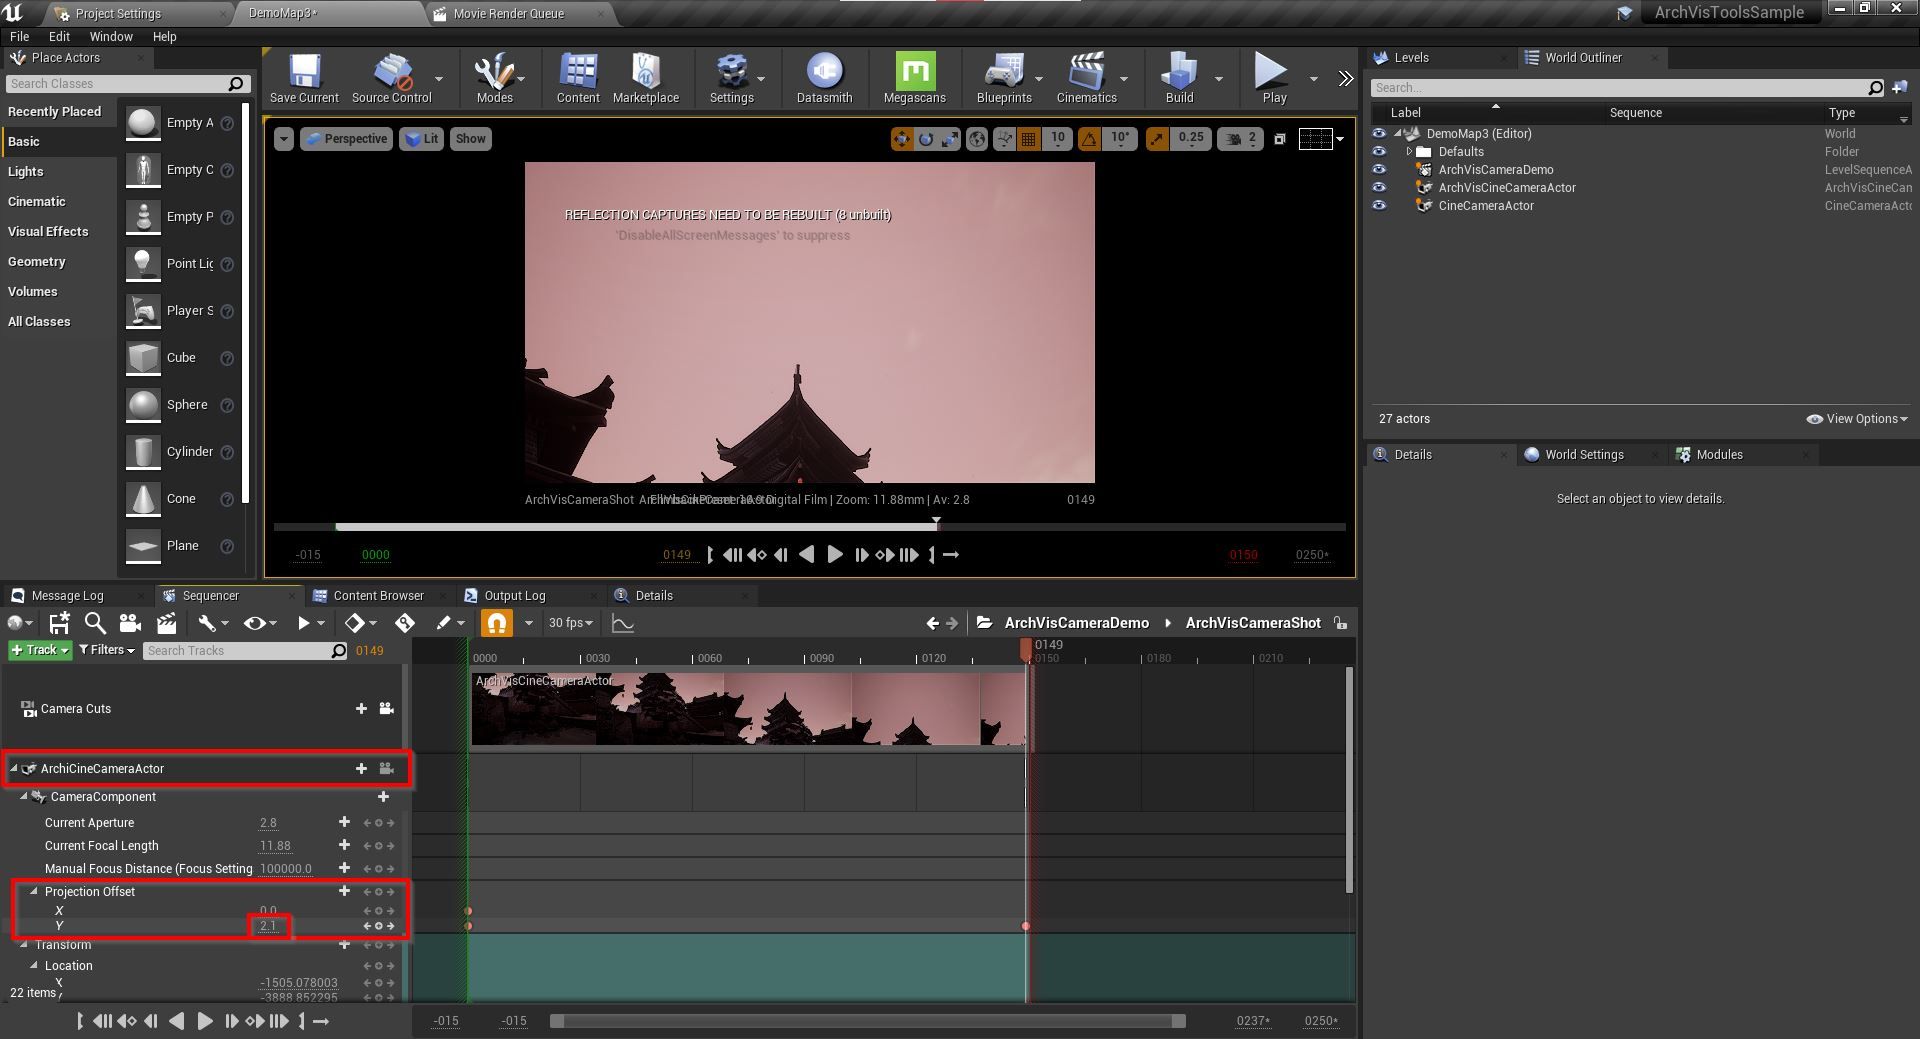 Project Settings
DemoMap3*
Movie Render Queue
ArchVisToolsSample
File Edit Window Help
Place Actors
Search Classes
Recently Placed
Basic
Lights
Cinematic
Visual Effects
Geometry
Volumes
All Classes
Empty A
Empty C
Empty P
Point Lig
Player S
Cube
Sphere
Cylinder
Cone
Plane
Save Current
Source Control
Modes
Content
Marketplace
Settings
Datasmith
Megascans
Blueprints
Cinematics
Build
Play
Perspective
Lit
Show
10
10°
0.25
2
REFLECTION CAPTURES NEED TO BE REBUILT (8 unbuilt)
'DisableAllScreenMessages' to suppress
ArchVisCameraShot
Digital Film | Zoom: 11.88mm | Av: 2.8
0149
-015
0000
0149
0150
0250*
Levels
World Outliner
Search...
Label Sequence Type
DemoMap3 (Editor) World
Defaults Folder
ArchVisCameraDemo LevelSequenceA
ArchVisCineCameraActor ArchVisCineCan
CineCameraActor CineCameraActo
27 actors
View Options
Details
World Settings
Modules
Select an object to view details.
Message Log
Sequencer
Content Browser
Output Log
Details
30 fps
ArchVisCameraDemo
ArchVisCameraShot
+ Track
Filters
Search Tracks
0149
0149
0000 0030 0060 0090 0120 0150 0180 0210
ArchVisCineCameraActor
Camera Cuts
ArchiCineCameraActor
CameraComponent
Current Aperture 2.8
Current Focal Length 11.88
Manual Focus Distance (Focus Setting 100000.0
Projection Offset
X 0.0
Y 2.1
Transform
Location
X -1505.078003
22 items
-3888.852295
-015
-015
0237*
0250*